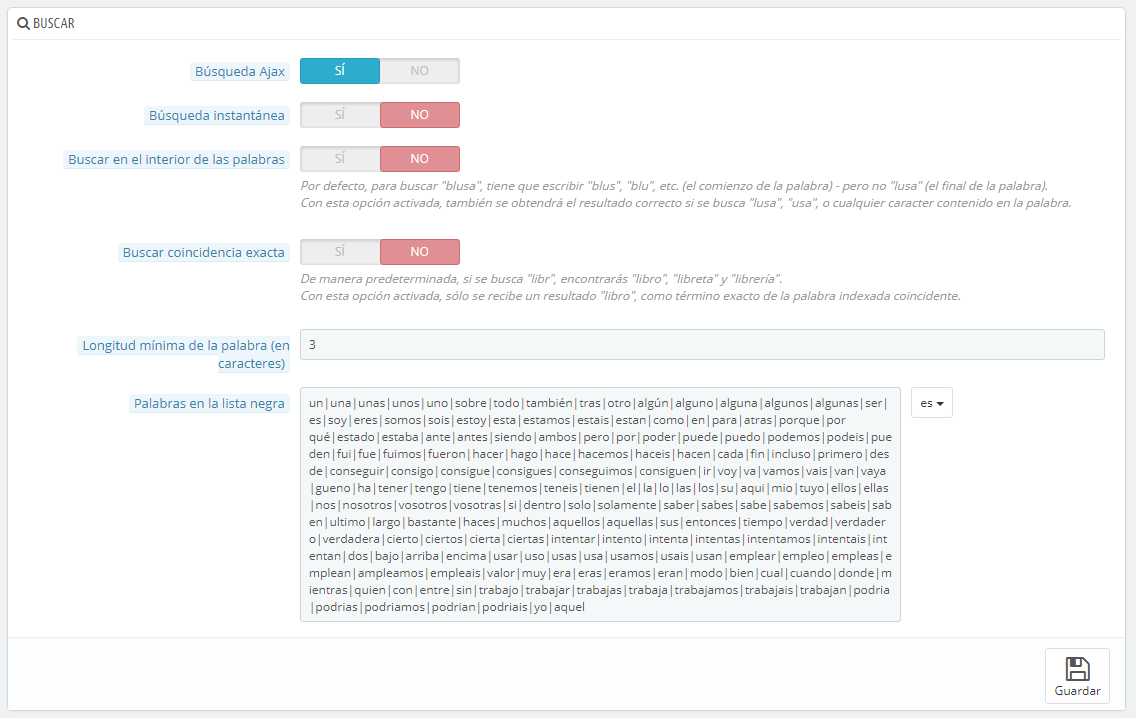 BUSCAR
Búsqueda Ajax SÍ NO
Búsqueda instantánea SÍ NO
Buscar en el interior de las palabras SÍ NO
Por defecto, para buscar "blusa", tiene que escribir "blus", "blu", etc. (el comienzo de la palabra) - pero no "lusa" (el final de la palabra).
Con esta opción activada, también se obtendrá el resultado correcto si se busca "lusa", "usa", o cualquier caracter contenido en la palabra.
Buscar coincidencia exacta SÍ NO
De manera predeterminada, si se busca "libr", encontrarás "libro", "libreta" y "librería".
Con esta opción activada, sólo se recibe un resultado "libro", como término exacto de la palabra indexada coincidente.
Longitud mínima de la palabra (en
caracteres)
3
Palabras en la lista negra
un|una|unas|unos|uno|sobre|todo|también|tras|otro|algún|alguno|alguna|algunos|algunas|ser|
es|soy|eres|somos|sois|estoy|esta|estamos|estais|estan|como|en|para|atras|porque|por
qué|estado|estaba|ante|antes|siendo|ambos|pero|por|poder|puede|puedo|podemos|podeis|pue
den|fui|fue|fuimos|fueron|hacer|hago|hace|hacemos|haceis|hacen|cada|fin|incluso|primero|des
de|conseguir|consigo|consigue|consigues|conseguimos|consiguen|ir|voy|va|vamos|vais|van|vaya
|gueno|ha|tener|tengo|tiene|tenemos|teneis|tienen|el|la|lo|las|los|su|aqui|mio|tuyo|ellos|ellas
|nos|nosotros|vosotros|vosotras|si|dentro|solo|solamente|saber|sabes|sabe|sabemos|sabeis|sab
en|ultimo|largo|bastante|haces|muchos|aquellos|aquellas|sus|entonces|tiempo|verdad|verdader
o|verdadera|cierto|ciertos|cierta|ciertas|intentar|intento|intenta|intentas|intentamos|intentais|int
entan|dos|bajo|arriba|encima|usar|uso|usas|usa|usamos|usais|usan|emplear|empleo|empleas|e
mplean|ampleamos|empleais|valor|muy|era|eras|eramos|eran|modo|bien|cual|cuando|donde|m
ientras|quien|con|entre|sin|trabajo|trabajar|trabajas|trabaja|trabajamos|trabajais|trabajan|podria
|podrias|podriamos|podrian|podriais|yo|aquel
es
Guardar